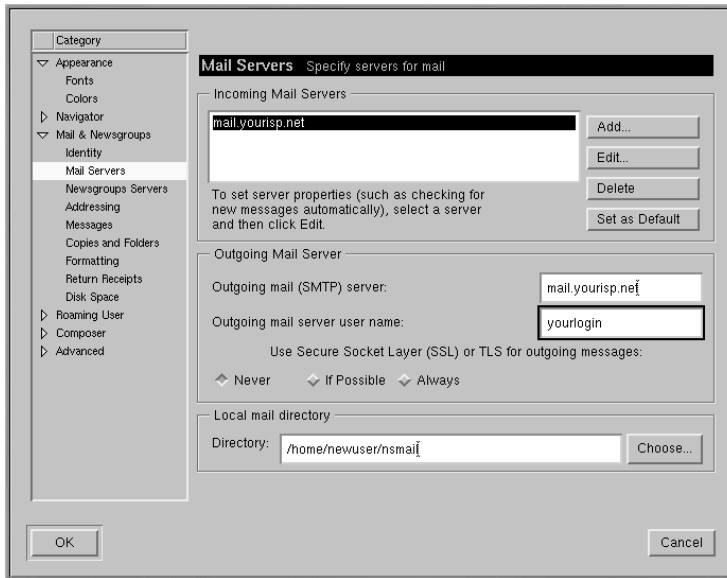 Category
Appearance
Fonts
Colors
Navigator
Mail & Newsgroups
Identity
Mail Servers
Newsgroups Servers
Addressing
Messages
Copies and Folders
Formatting
Return Receipts
Disk Space
Roaming User
Composer
Advanced
Mail Servers Specify servers for mail
Incoming Mail Servers
mail.yourisp.net
Add...
Edit...
Delete
Set as Default
To set server properties (such as checking for
new messages automatically), select a server
and then click Edit.
Outgoing Mail Server
Outgoing mail (SMTP) server: mail.yourisp.net
Outgoing mail server user name: yourlogin
Use Secure Socket Layer (SSL) or TLS for outgoing messages:
Never If Possible Always
Local mail directory
Directory: /home/newuser/nsmail Choose...
OK Cancel